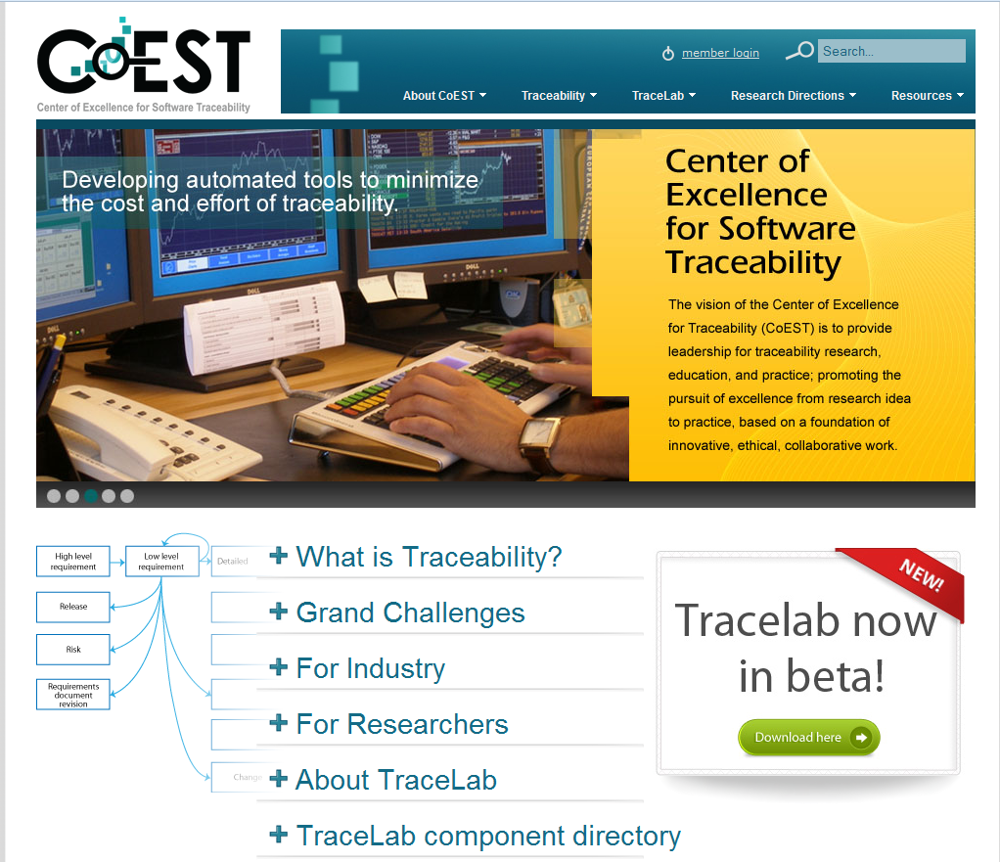 CoEST
Center of Excellence for Software Traceability
member login
Search...
About CoEST
Traceability
TraceLab
Research Directions
Resources
Developing automated tools to minimize
the cost and effort of traceability.
DELL
DELL
DELL
Center of
Excellence
for Software
Traceability
The vision of the Center of Excellence
for Traceability (CoEST) is to provide
leadership for traceability research,
education, and practice; promoting the
pursuit of excellence from research idea
to practice, based on a foundation of
innovative, ethical, collaborative work.
High level
requirement
Low level
requirement
Detailed
Release
Risk
Requirements
document
revision
Change
What is Traceability?
Grand Challenges
For Industry
For Researchers
About TraceLab
TraceLab component directory
NEW!
Tracelab now
in beta!
Download here